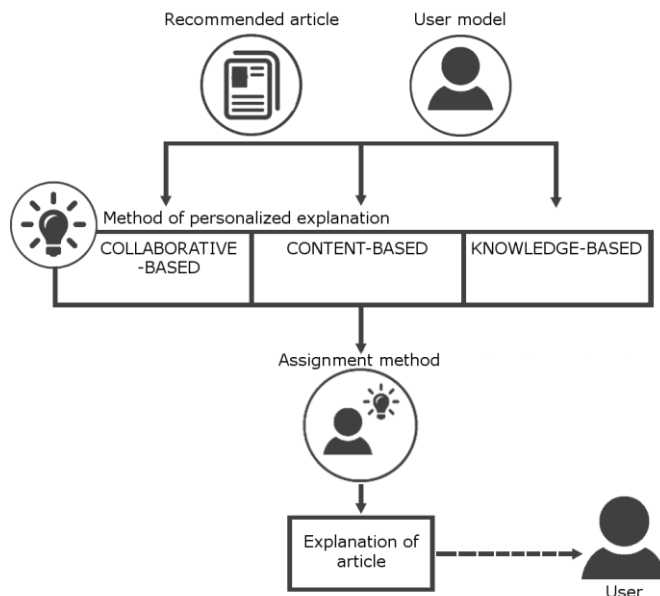 Recommended article
User model
Method of personalized explanation
COLLABORATIVE
-BASED
CONTENT-BASED
KNOWLEDGE-BASED
Assignment method
Explanation of
article
User